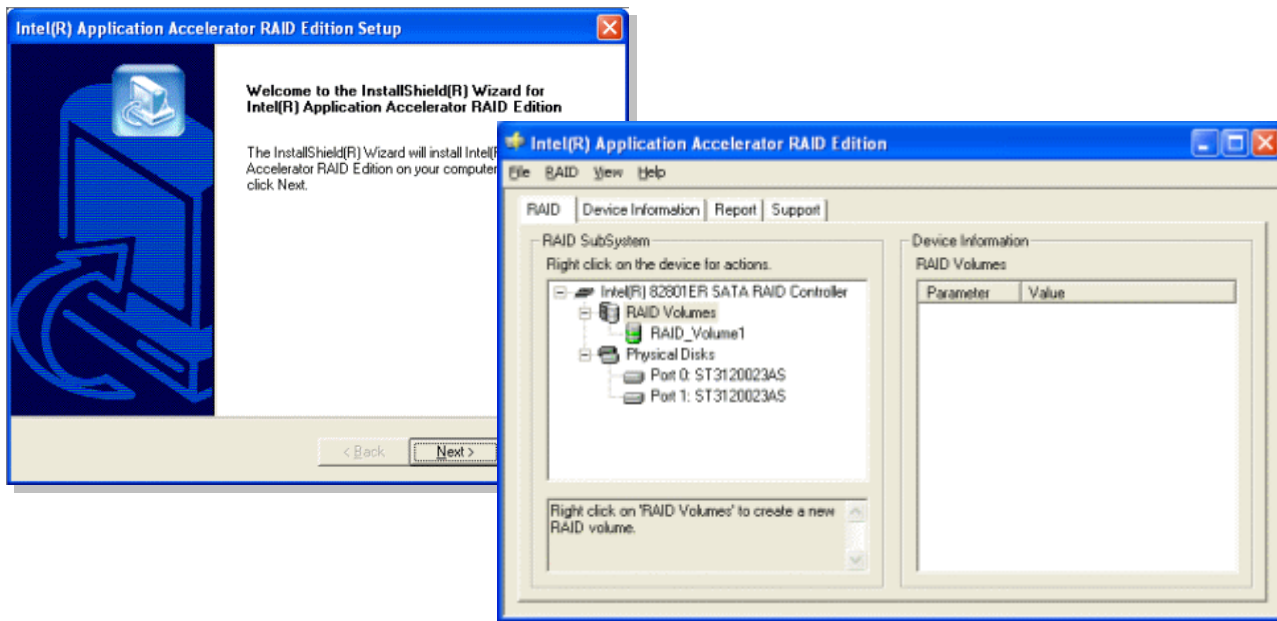 Intel(R) Application Accelerator RAID Edition Setup
Welcome to the InstallShield(R) Wizard for
Intel(R) Application Accelerator RAID Edition
The InstallShield(R) Wizard will install Intel(R
Accelerator RAID Edition on your computer
click Next.
< Back
Next >
Intel(R) Application Accelerator RAID Edition
File RAID View Help
RAID Device Information Report Support
RAID SubSystem
Right click on the device for actions.
Intel(R) 82801ER SATA RAID Controller
RAID Volumes
RAID_Volume1
Physical Disks
Port 0: ST3120023AS
Port 1: ST3120023AS
Right click on 'RAID Volumes' to create a new
RAID volume.
Device Information
RAID Volumes
Parameter Value